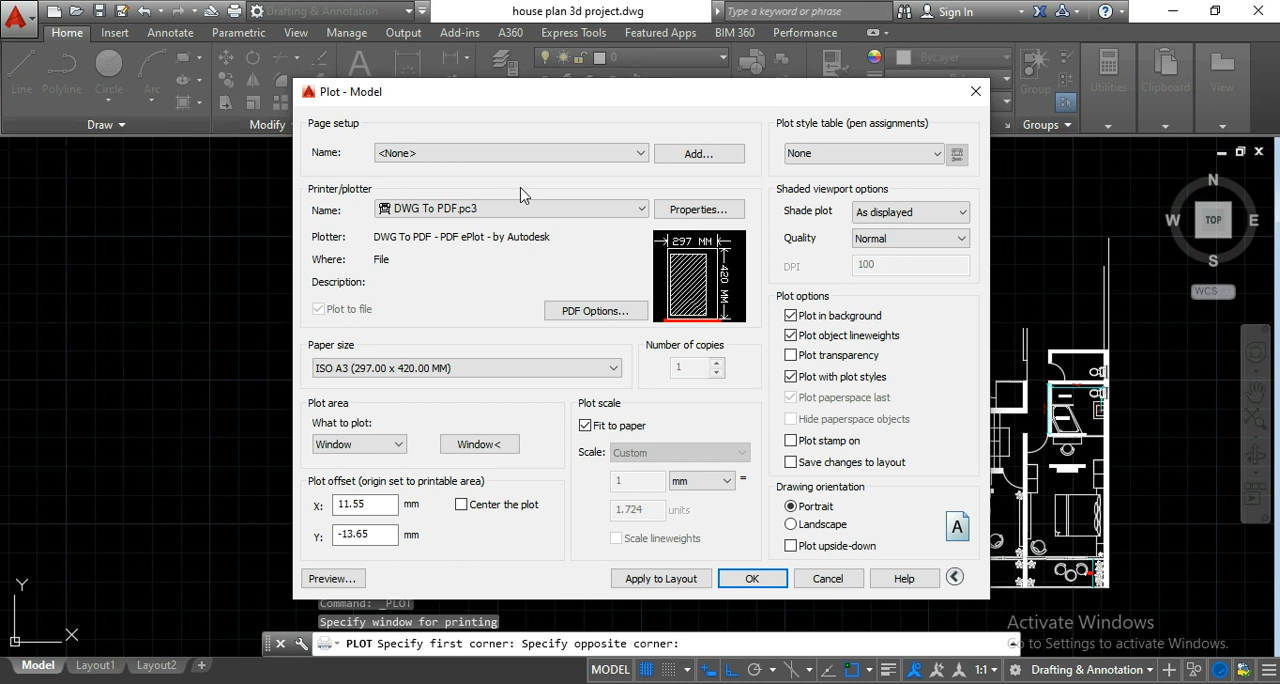 Drafting & Annotation
house plan 3d project.dwg
Type a keyword or phrase
Sign In
Home Insert Annotate Parametric View Manage Output Add-ins A360 Express Tools Featured Apps BIM 360 Performance
Line Polyline Circle Arc
0
ByLayer
Group Utilities Clipboard View
Draw Modify Groups
Plot - Model
Page setup
Name: <None> Add...
Printer/plotter
Name: DWG To PDF.pc3 Properties...
Plotter: DWG To PDF - PDF ePlot - by Autodesk
Where: File
Description:
Plot to file
PDF Options...
297 MM
420 MM
Paper size
ISO A3 (297.00 x 420.00 MM)
Number of copies
1
Plot area
What to plot:
Window Window<
Plot offset (origin set to printable area)
X: 11.55 mm Center the plot
Y: -13.65 mm
Plot scale
Fit to paper
Scale: Custom
1 mm =
1.724 units
Scale lineweights
Plot style table (pen assignments)
None
Shaded viewport options
Shade plot As displayed
Quality Normal
DPI 100
Plot options
Plot in background
Plot object lineweights
Plot transparency
Plot with plot styles
Plot paperspace last
Hide paperspace objects
Plot stamp on
Save changes to layout
Drawing orientation
Portrait
Landscape
Plot upside-down
A
Preview... Apply to Layout OK Cancel Help
N
W TOP E
S
WCS
Y
X
Command: _PLOT
Specify window for printing
PLOT Specify first corner: Specify opposite corner:
Activate Windows
Go to Settings to activate Windows.
Model Layout1 Layout2 +
MODEL 1:1 Drafting & Annotation